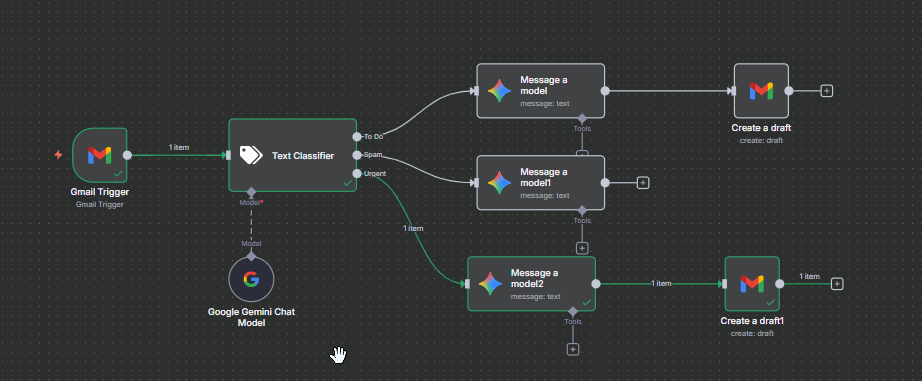 Message a
model
message: text
Tools
Create a draft
create: draft
1 item
Text Classifier
To Do
Spam
Urgent
Gmail Trigger
Gmail Trigger
Model*
Model
Google Gemini Chat
Model
Message a
model1
message: text
Tools
1 item
Message a
model2
message: text
Tools
1 item
1 item
Create a draft1
create: draft